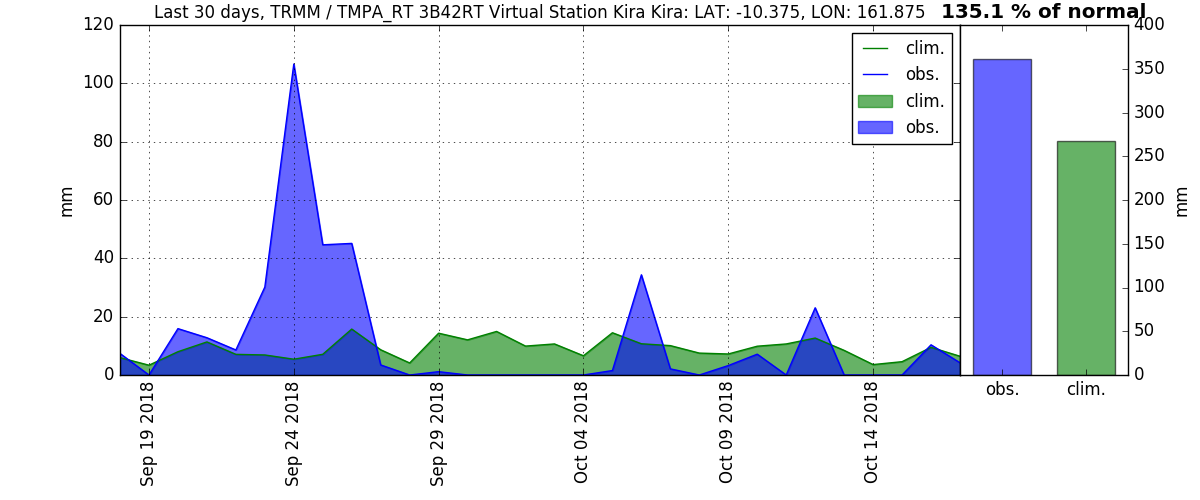 Last 30 days, TRMM / TMPA_RT 3B42RT Virtual Station Kira Kira: LAT: -10.375, LON: 161.875 135.1 % of normal
120
100
80
60
40
20
0
mm
clim.
obs.
clim.
obs.
Sep 19 2018
Sep 24 2018
Sep 29 2018
Oct 04 2018
Oct 09 2018
Oct 14 2018
400
350
300
250
200
150
100
50
0
mm
obs.
clim.